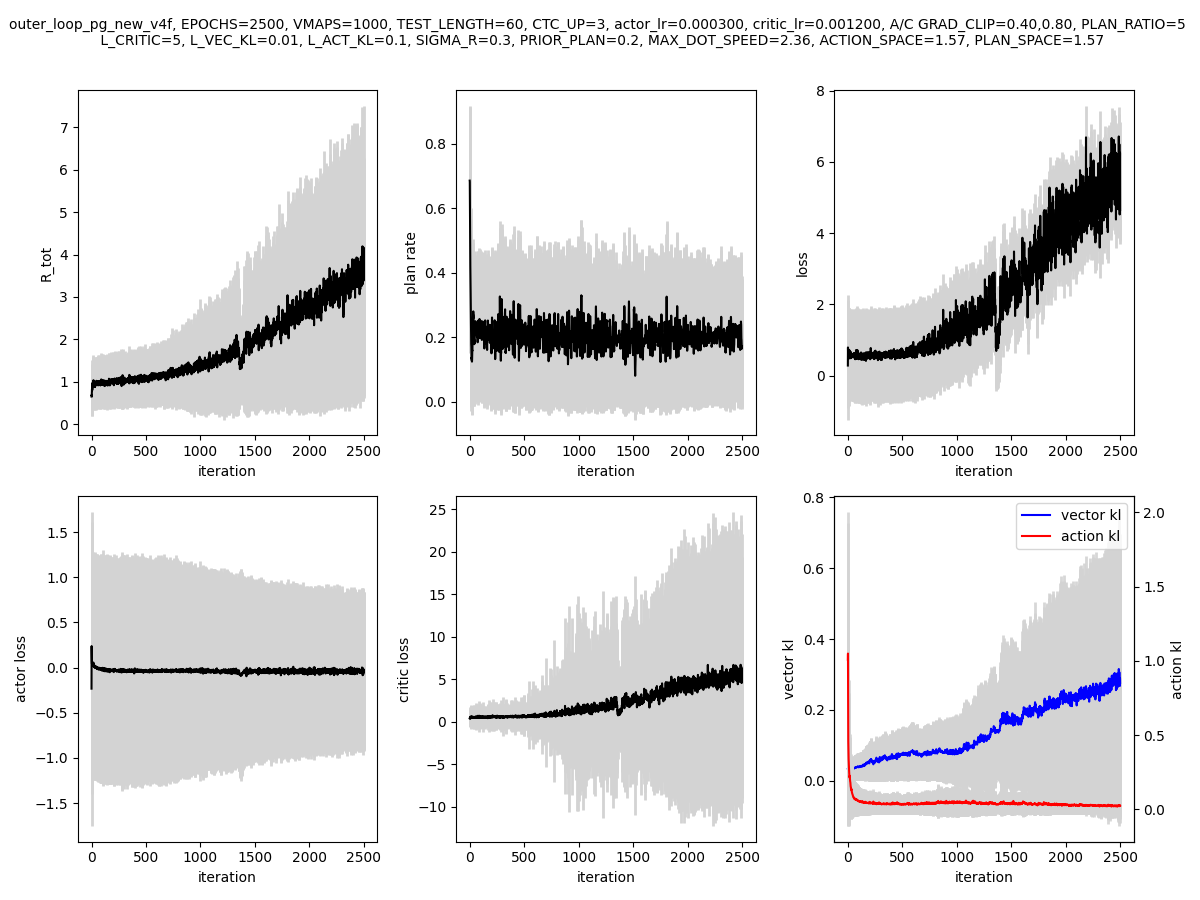 outer_loop_pg_new_v4f, EPOCHS=2500, VMAPS=1000, TEST_LENGTH=60, CTC_UP=3, actor_lr=0.000300, critic_lr=0.001200, A/C GRAD_CLIP=0.40,0.80, PLAN_RATIO=5
L_CRITIC=5, L_VEC_KL=0.01, L_ACT_KL=0.1, SIGMA_R=0.3, PRIOR_PLAN=0.2, MAX_DOT_SPEED=2.36, ACTION_SPACE=1.57, PLAN_SPACE=1.57
R_tot
7
6
5
4
3
2
1
0
0 500 1000 1500 2000 2500
iteration
plan rate
0.8
0.6
0.4
0.2
0.0
0 500 1000 1500 2000 2500
iteration
loss
8
6
4
2
0
0 500 1000 1500 2000 2500
iteration
actor loss
1.5
1.0
0.5
0.0
−0.5
−1.0
−1.5
0 500 1000 1500 2000 2500
iteration
critic loss
25
20
15
10
5
0
−5
−10
0 500 1000 1500 2000 2500
iteration
vector kl
0.8
0.6
0.4
0.2
0.0
vector kl
action kl
2.0
1.5
1.0
0.5
0.0
action kl
0 500 1000 1500 2000 2500
iteration